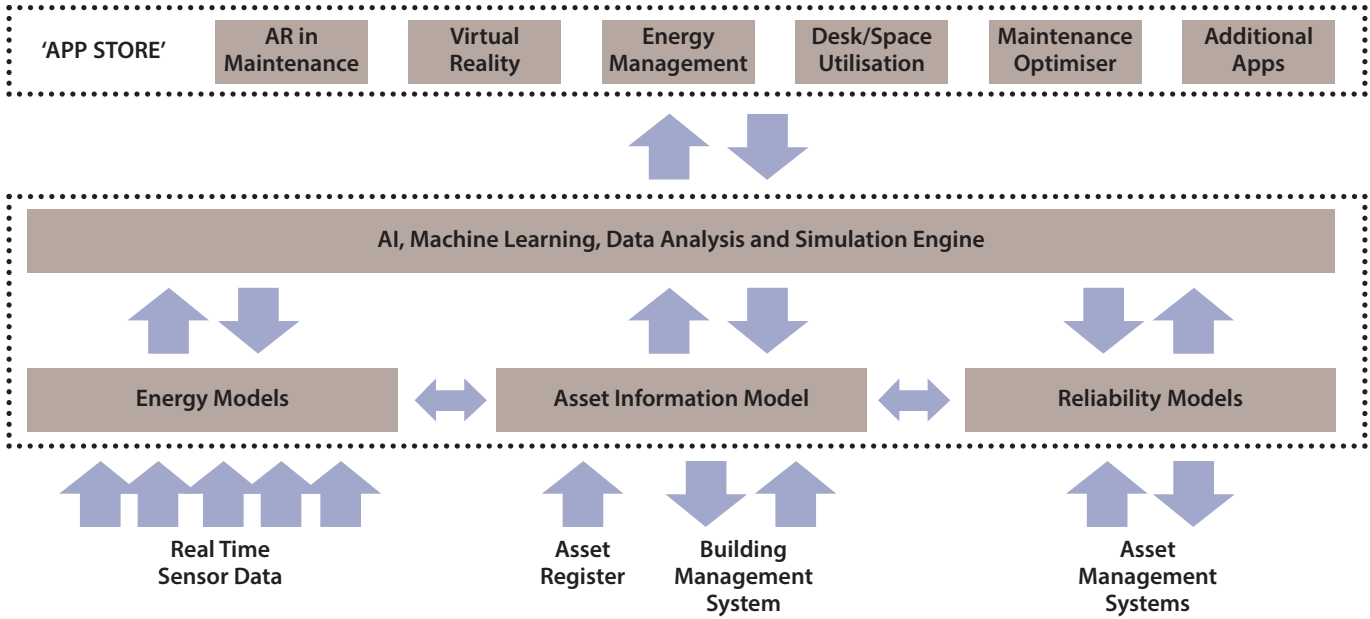 ‘APP STORE’
AR in
Maintenance
Virtual
Reality
Energy
Management
Desk/Space
Utilisation
Maintenance
Optimiser
Additional
Apps
AI, Machine Learning, Data Analysis and Simulation Engine
Energy Models
Asset Information Model
Reliability Models
Real Time
Sensor Data
Asset
Register
Building
Management
System
Asset
Management
Systems